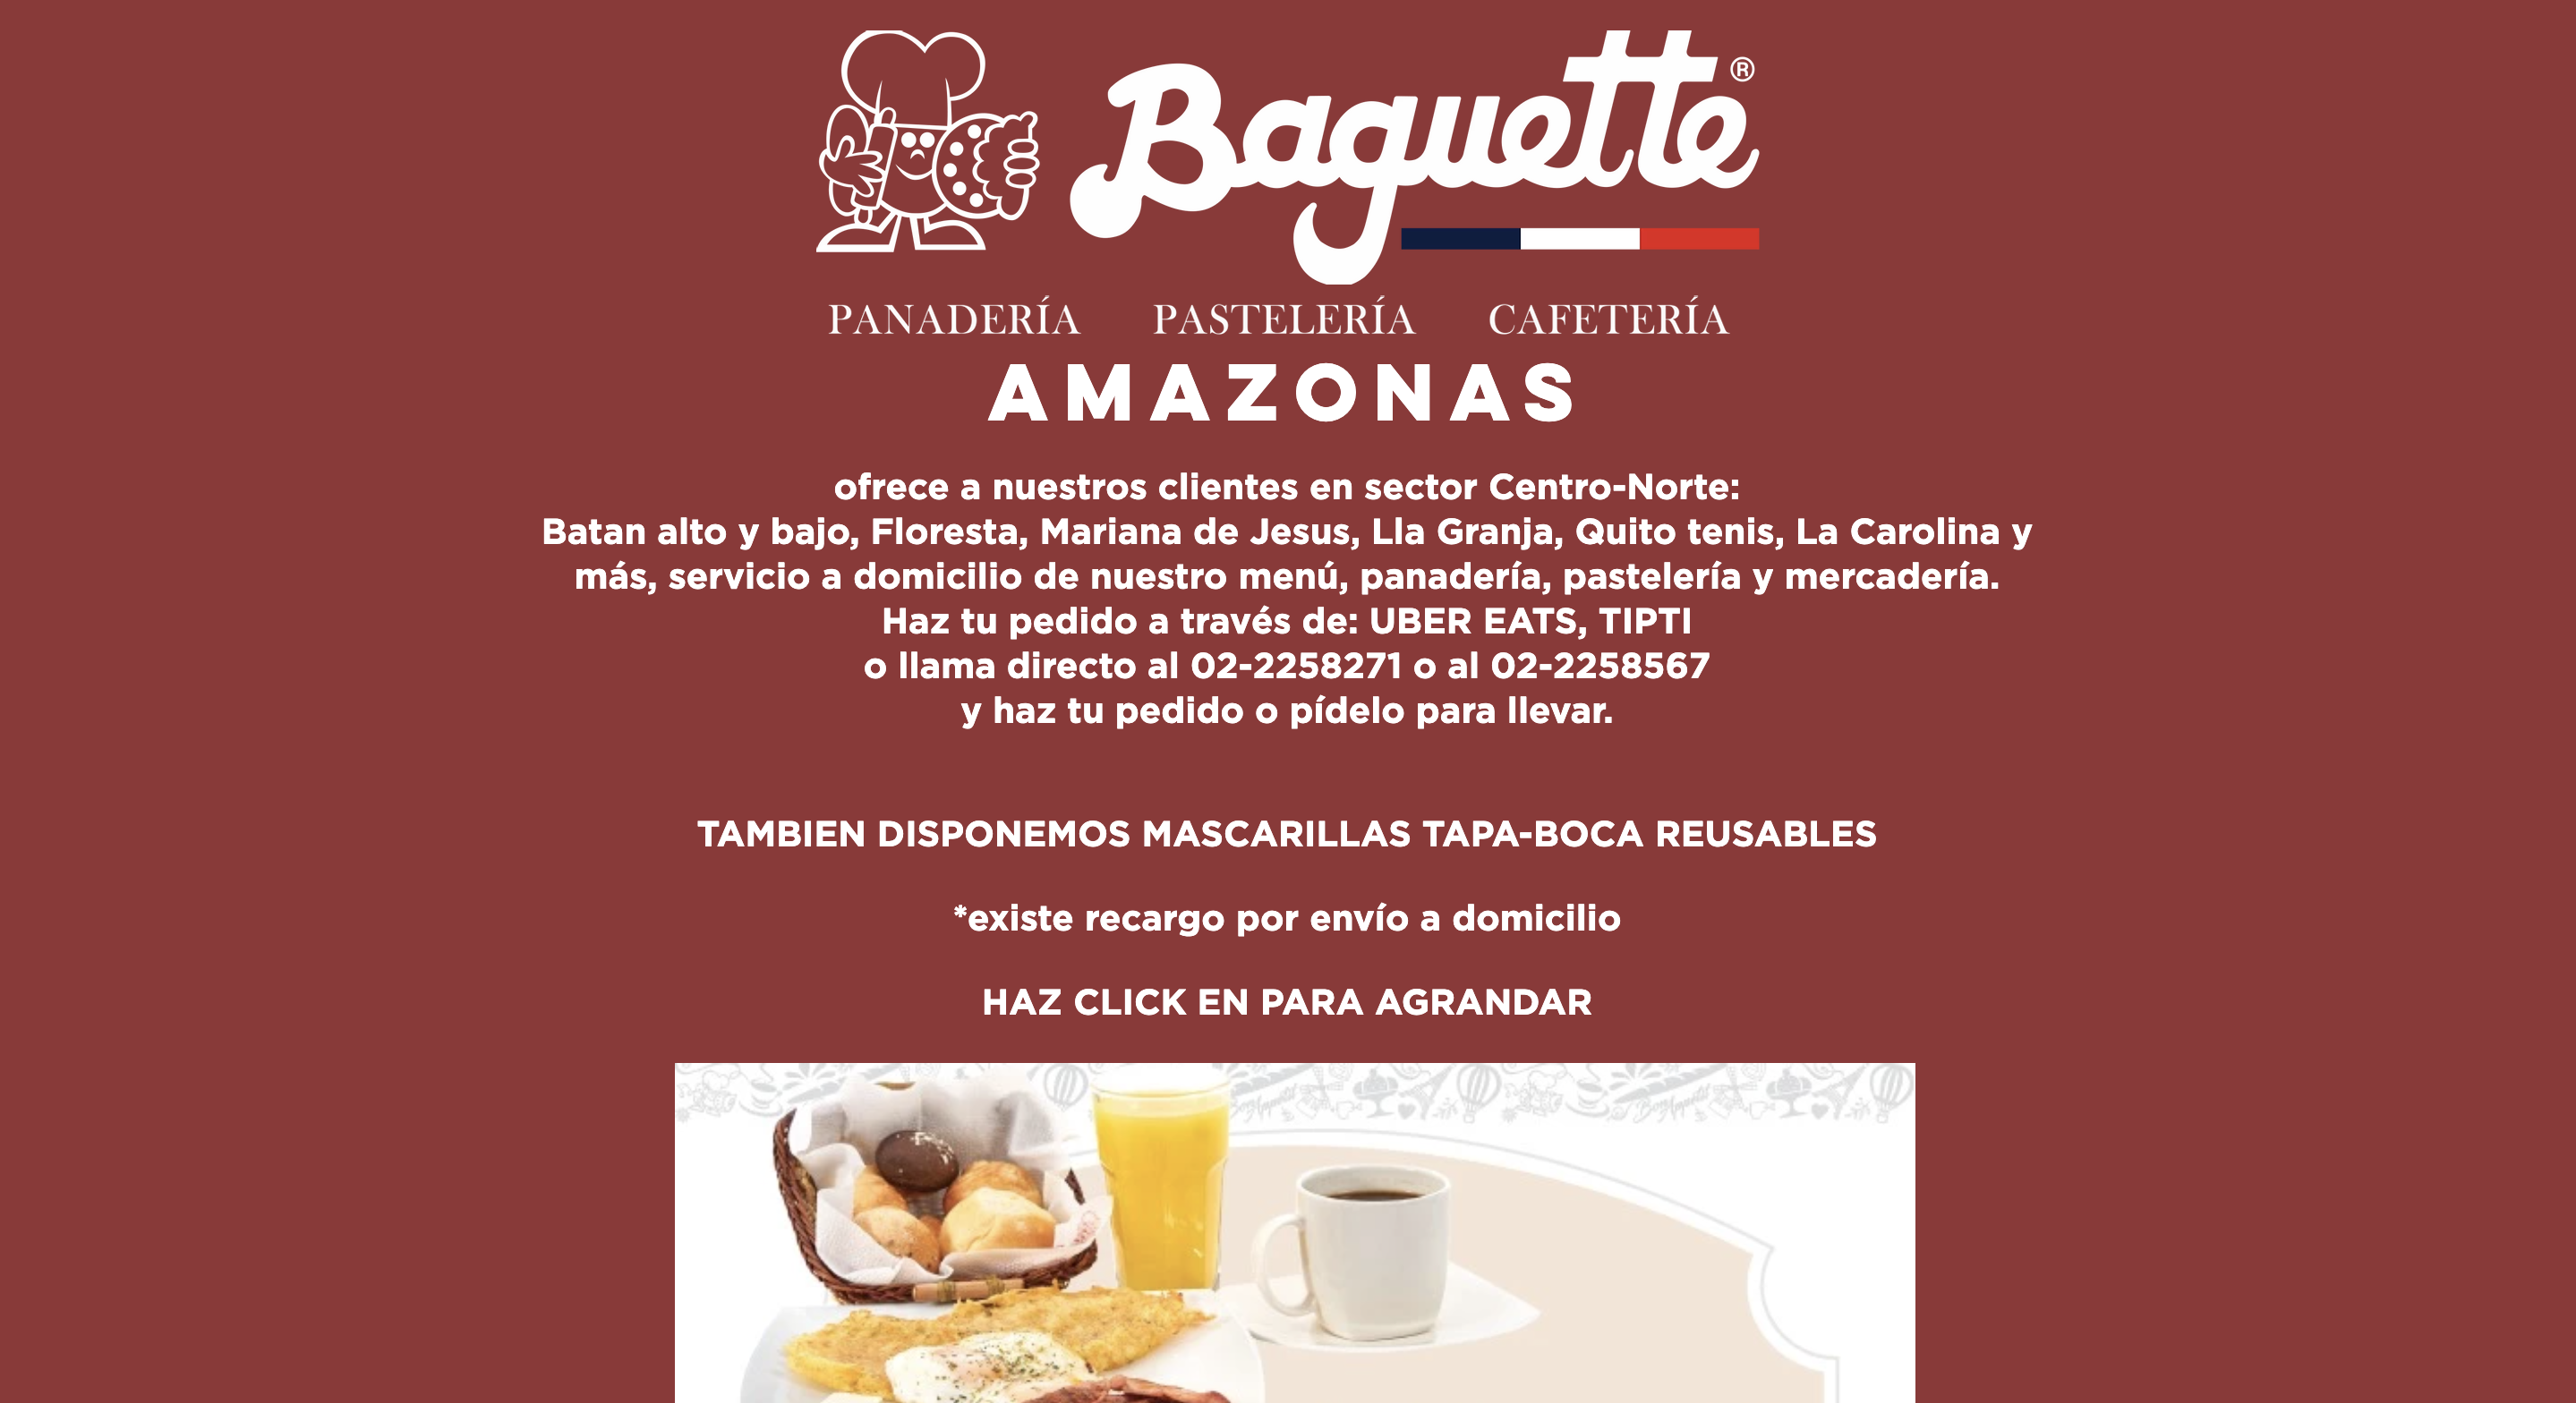 Baguette®
PANADERÍA PASTELERÍA CAFETERÍA
AMAZONAS
ofrece a nuestros clientes en sector Centro-Norte:
Batan alto y bajo, Floresta, Mariana de Jesus, Lla Granja, Quito tenis, La Carolina y
más, servicio a domicilio de nuestro menú, panadería, pastelería y mercadería.
Haz tu pedido a través de: UBER EATS, TIPTI
o llama directo al 02-2258271 o al 02-2258567
y haz tu pedido o pídelo para llevar.
TAMBIEN DISPONEMOS MASCARILLAS TAPA-BOCA REUSABLES
*existe recargo por envío a domicilio
HAZ CLICK EN PARA AGRANDAR